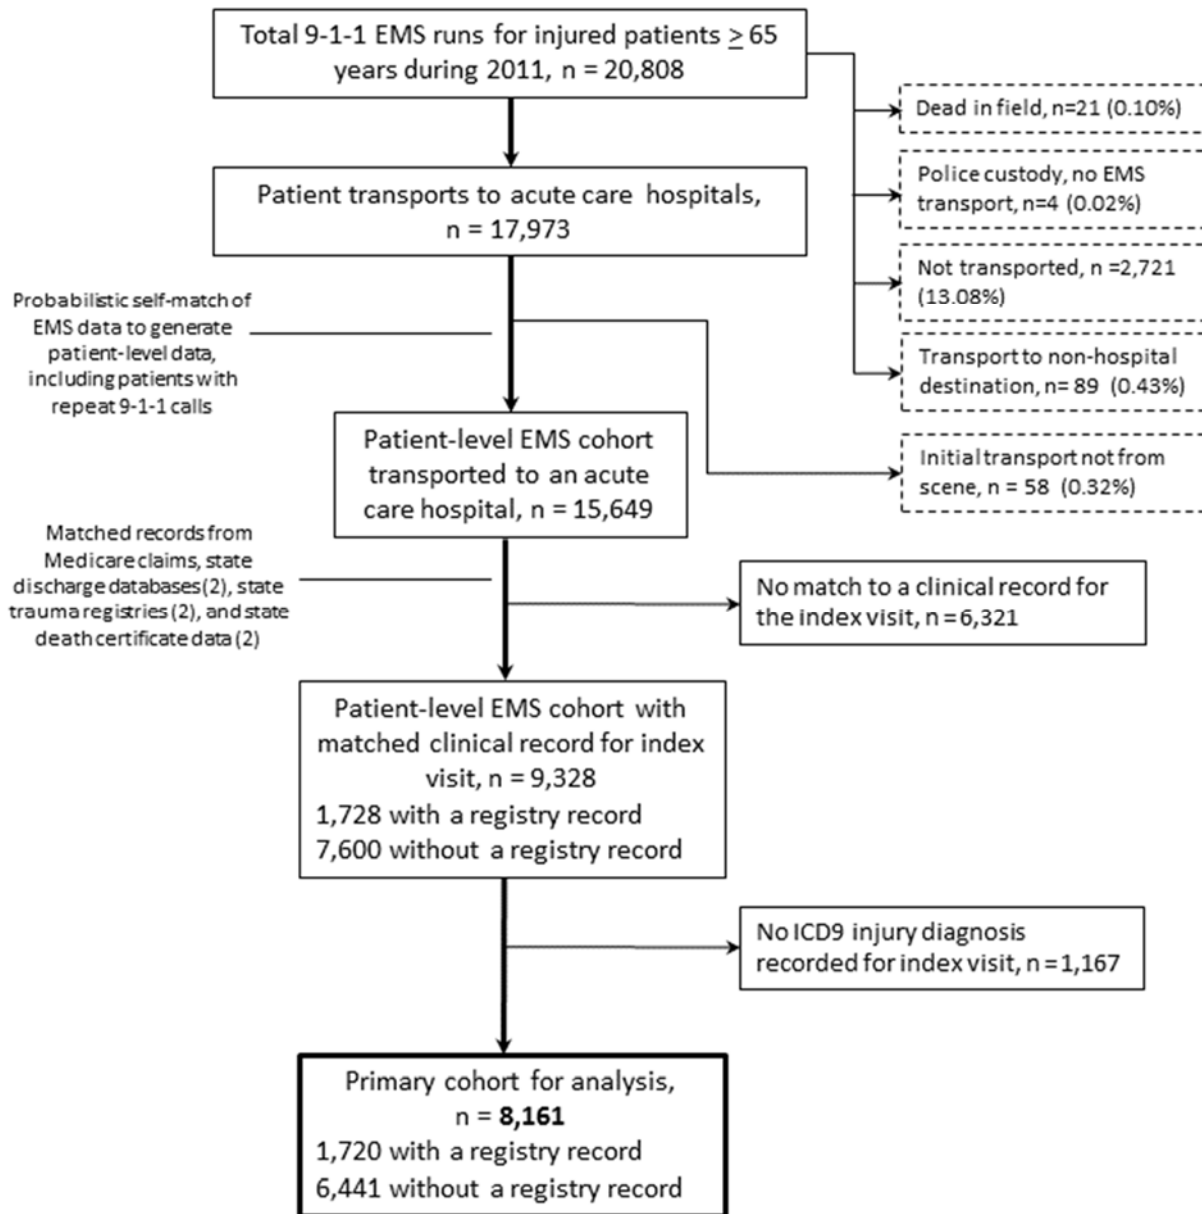 Total 9-1-1 EMS runs for injured patients ≥ 65
years during 2011, n = 20,808
Dead in field, n=21 (0.10%)
Police custody, no EMS
transport, n=4 (0.02%)
Patient transports to acute care hospitals,
n = 17,973
Not transported, n =2,721
(13.08%)
Transport to non-hospital
destination, n= 89 (0.43%)
Probabilistic self-match of
EMS data to generate
patient-level data,
including patients with
repeat 9-1-1 calls
Initial transport not from
scene, n = 58 (0.32%)
Patient-level EMS cohort
transported to an acute
care hospital, n = 15,649
Matched records from
Medicare claims, state
discharge databases (2), state
trauma registries (2), and state
death certificate data (2)
No match to a clinical record for
the index visit, n = 6,321
Patient-level EMS cohort with
matched clinical record for index
visit, n = 9,328
1,728 with a registry record
7,600 without a registry record
No ICD9 injury diagnosis
recorded for index visit, n = 1,167
Primary cohort for analysis,
n = 8,161
1,720 with a registry record
6,441 without a registry record